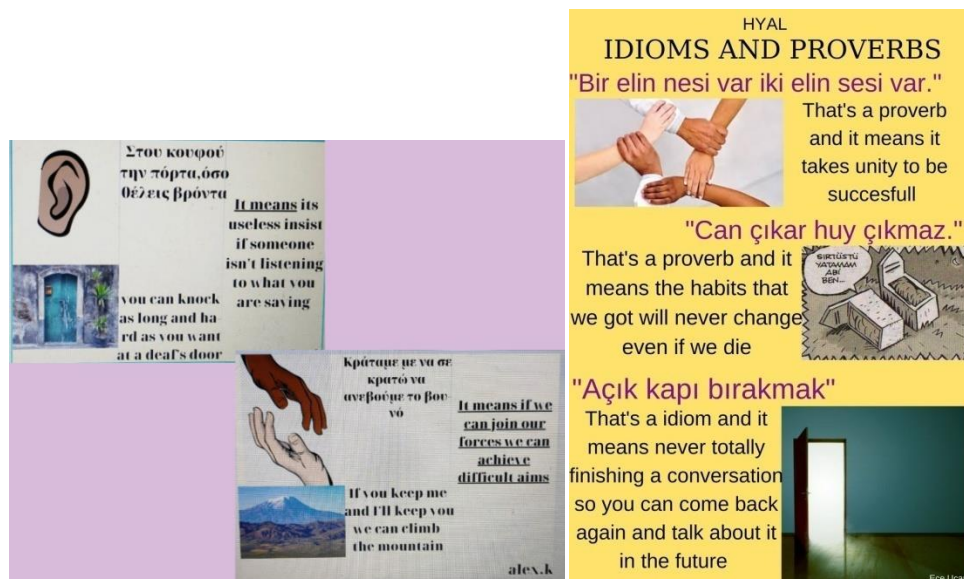 Στου κουφού
την πόρτα,όσο
θέλεις βρόντα
It means its
useless insist
if someone
isn't listening
to what you
are saying
you can knock
as long and ha-
rd as you want
at a deaf's door
Κράταμε με να σε
κρατώ να
ανεβούμε το βου-
νό
It means if we
can join our
forces we can
achieve
difficult aims
If you keep me
and I'll keep you
we can climb
the mountain
alex.k
HYAL
IDIOMS AND PROVERBS
"Bir elin nesi var iki elin sesi var."
That's a proverb
and it means it
takes unity to be
succesfull
"Can çıkar huy çıkmaz."
That's a proverb and it
means the habits that
we got will never change
even if we die
SIRTÜSTÜ
YATAMAM
ABİ
BEN...
"Açık kapı bırakmak"
That's a idiom and it
means never totally
finishing a conversation
so you can come back
again and talk about it
in the future
Ece Uca